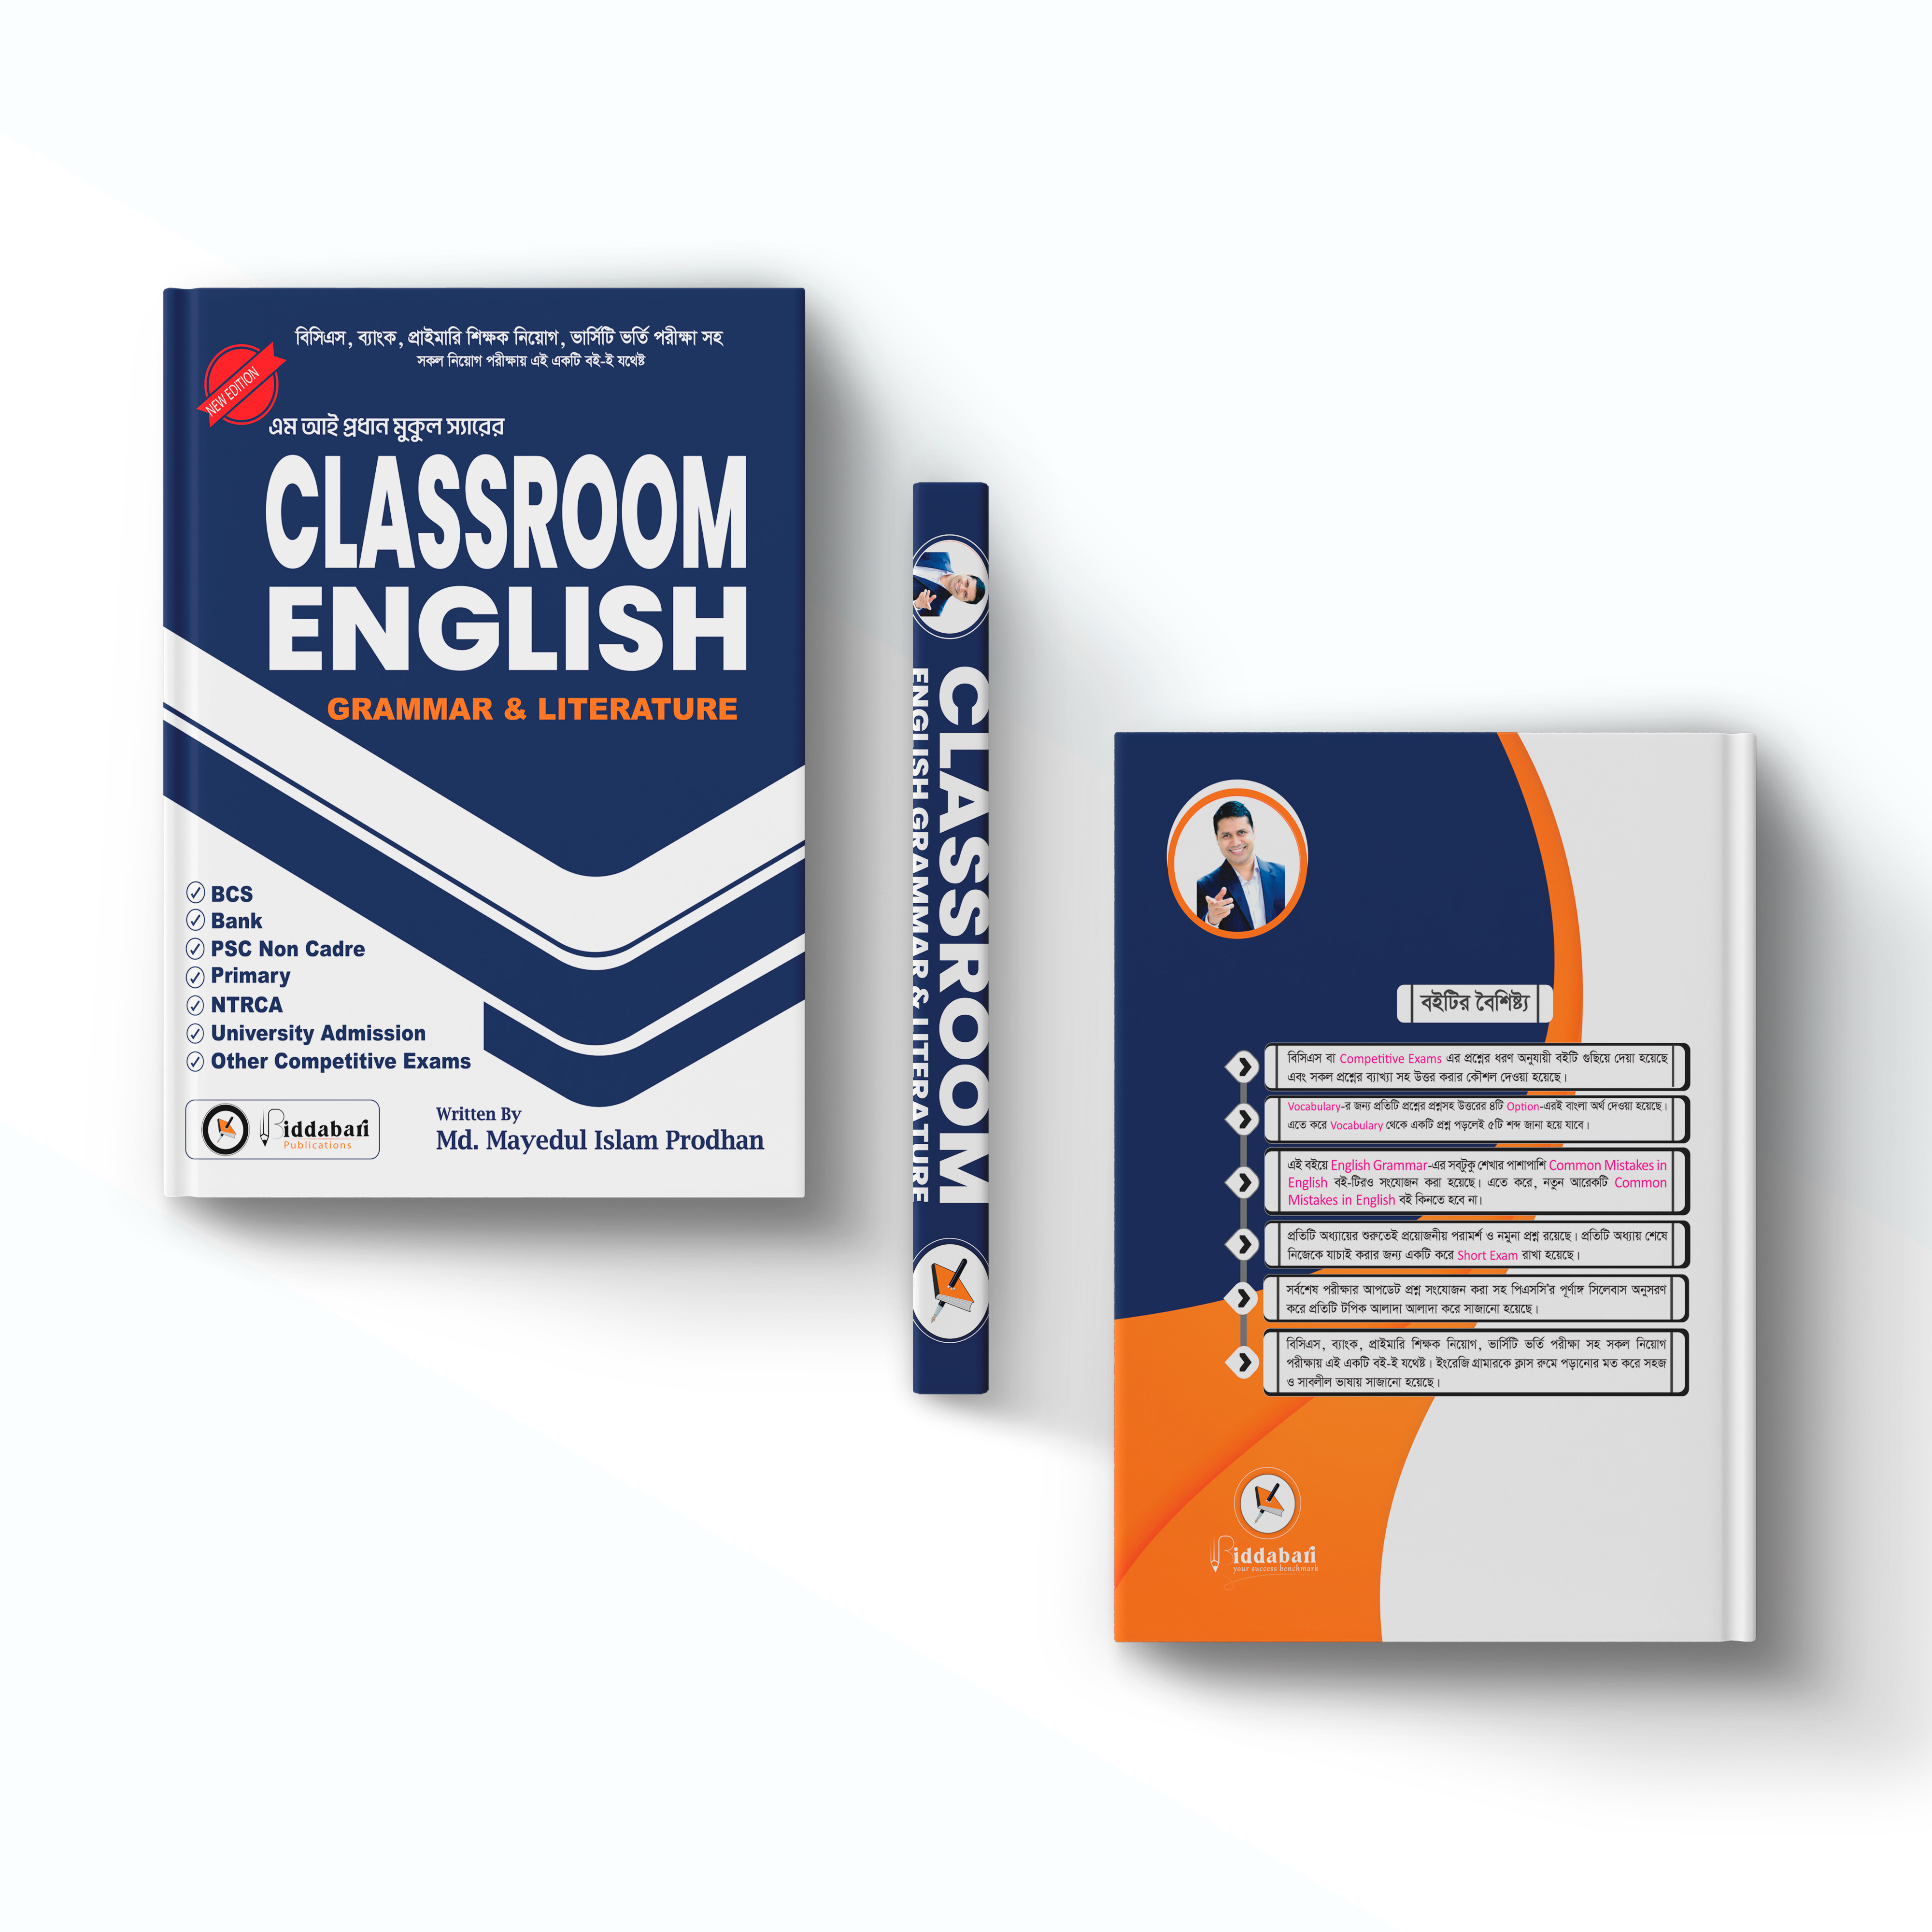 বিসিএস, ব্যাংক, প্রাইমারি শিক্ষক নিয়োগ, ভার্সিটি ভর্তি পরীক্ষা সহ
সকল নিয়োগ পরীক্ষায় এই একটি বই-ই যথেষ্ট
NEW EDITION
এম আই প্রধান মুকুল স্যারের
CLASSROOM
ENGLISH
GRAMMAR & LITERATURE
BCS
Bank
PSC Non Cadre
Primary
NTRCA
University Admission
Other Competitive Exams
Biddabari
Publications
Written By
Md. Mayedul Islam Prodhan
CLASSROOM
ENGLISH GRAMMAR & LITERATURE
বইটির বৈশিষ্ট্য
বিসিএস বা Competitive Exams এর প্রশ্নের ধরণ অনুযায়ী বইটি গুছিয়ে দেয়া হয়েছে
এবং সকল প্রশ্নের ব্যাখ্যা সহ উত্তর করার কৌশল দেওয়া হয়েছে।
Vocabulary-র জন্য প্রতিটি প্রশ্নের প্রশ্নসহ উত্তরের ৪টি Option-এরই বাংলা অর্থ দেওয়া হয়েছে।
এতে করে Vocabulary থেকে একটি প্রশ্ন পড়লেই ৫টি শব্দ জানা হয়ে যাবে।
এই বইয়ে English Grammar-এর সবটুকু শেখার পাশাপাশি Common Mistakes in
English বই-টিরও সংযোজন করা হয়েছে। এতে করে, নতুন আরেকটি Common
Mistakes in English বই কিনতে হবে না।
প্রতিটি অধ্যায়ের শুরুতেই প্রয়োজনীয় পরামর্শ ও নমুনা প্রশ্ন রয়েছে। প্রতিটি অধ্যায় শেষে
নিজেকে যাচাই করার জন্য একটি করে Short Exam রাখা হয়েছে।
সর্বশেষ পরীক্ষার আপডেট প্রশ্ন সংযোজন করা সহ পিএসসি'র পূর্ণাঙ্গ সিলেবাস অনুসরণ
করে প্রতিটি টপিক আলাদা আলাদা করে সাজানো হয়েছে।
বিসিএস, ব্যাংক, প্রাইমারি শিক্ষক নিয়োগ, ভার্সিটি ভর্তি পরীক্ষা সহ সকল নিয়োগ
পরীক্ষায় এই একটি বই-ই যথেষ্ট। ইংরেজি গ্রামারকে ক্লাস রুমে পড়ানোর মত করে সহজ
ও সাবলীল ভাষায় সাজানো হয়েছে।
Biddabari
your success benchmark